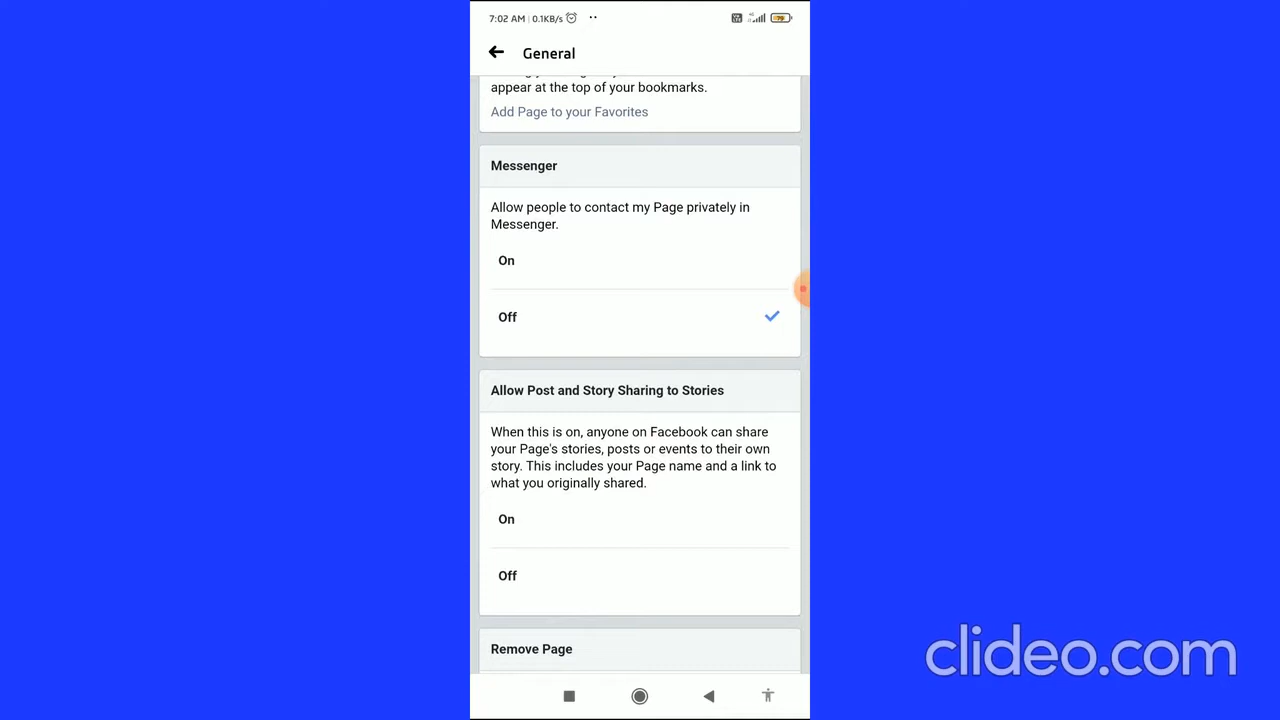 7:02 AM | 0.1KB/s
General
appear at the top of your bookmarks.
Add Page to your Favorites
Messenger
Allow people to contact my Page privately in
Messenger.
On
Off
Allow Post and Story Sharing to Stories
When this is on, anyone on Facebook can share
your Page's stories, posts or events to their own
story. This includes your Page name and a link to
what you originally shared.
On
Off
Remove Page
clideo.com